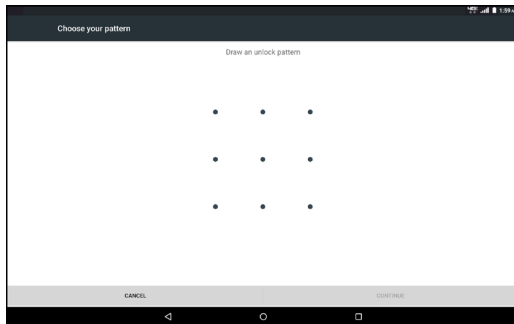 1:59
Choose your pattern
Draw an unlock pattern
CANCEL
CONTINUE